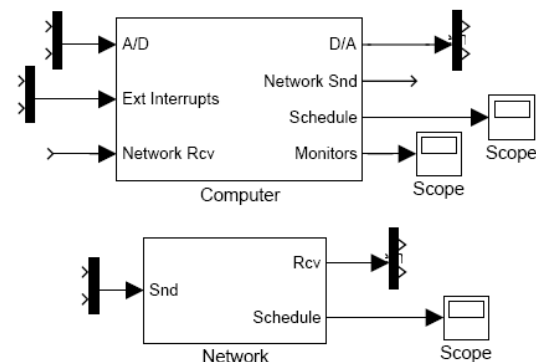 A/D
D/A
Network Snd
Ext Interrupts
Schedule
Network Rcv
Monitors
Scope
Scope
Computer
Rcv
Snd
Schedule
Network
Scope